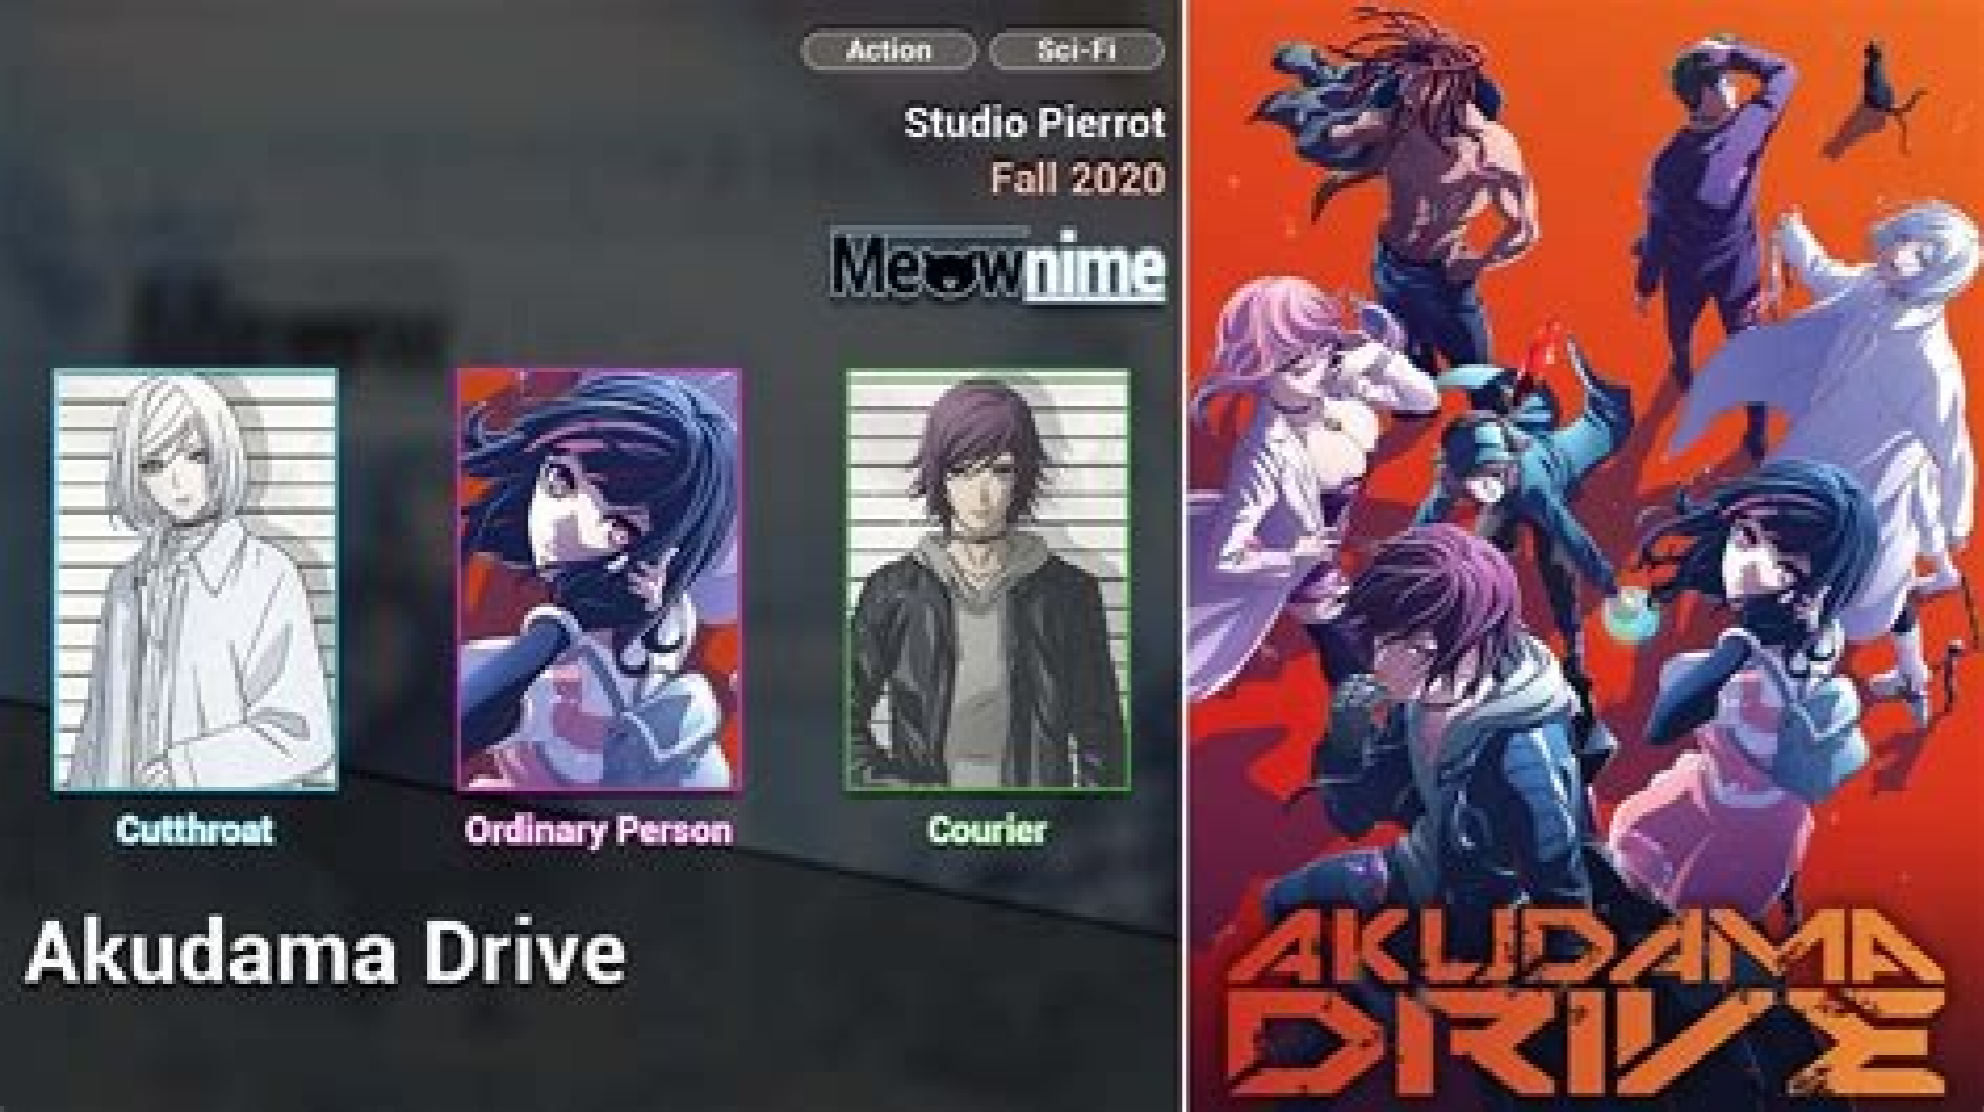 Action
Sci-Fi
Studio Pierrot
Fall 2020
Meownime
Cutthroat
Ordinary Person
Courier
Akudama Drive
AKUDAMA
DRIVE